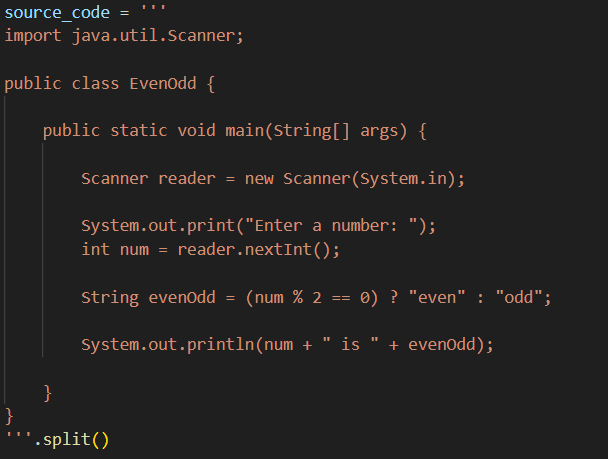 source_code = '''
import java.util.Scanner;
public class EvenOdd {
public static void main(String[] args) {
Scanner reader = new Scanner(System.in);
System.out.print("Enter a number: ");
int num = reader.nextInt();
String evenOdd = (num % 2 == 0) ? "even" : "odd";
System.out.println(num + " is " + evenOdd);
}
}
'''.split()